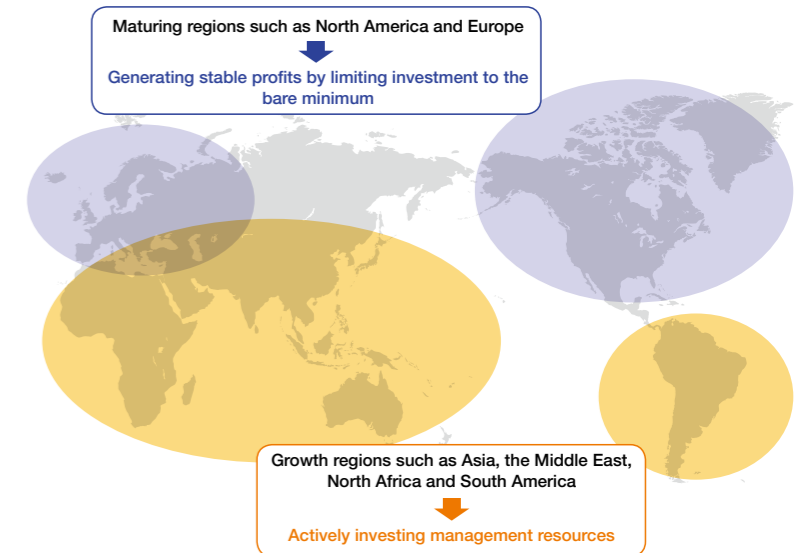 Maturing regions such as North America and Europe
Generating stable profits by limiting investment to the
bare minimum
Growth regions such as Asia, the Middle East,
North Africa and South America
Actively investing management resources